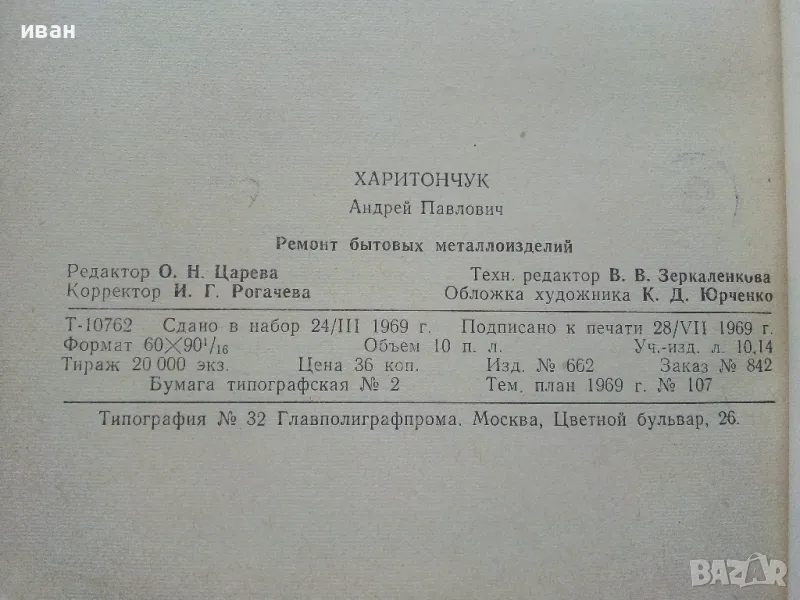 иван
ХАРИТОНЧУК
Андрей Павлович
Ремонт бытовых металлоизделий
Редактор О. Н. Царева Техн. редактор В. В. Зеркаленкова
Корректор И. Г. Рогачева Обложка художника К. Д. Юрченко
Т-10762 Сдано в набор 24/III 1969 г. Подписано к печати 28/VII 1969 г.
Формат 60×90¹/₁₆ Объем 10 п. л. Уч.-изд. л. 10,14
Тираж 20 000 экз. Цена 36 коп. Изд. № 662 Заказ № 842
Бумага типографская № 2 Тем. план 1969 г. № 107
Типография № 32 Главполиграфпрома. Москва, Цветной бульвар, 26.
BAZAR